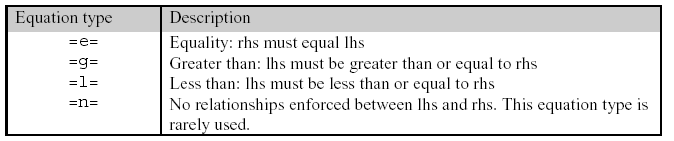 Equation type Description
=e= Equality: rhs must equal lhs
=g= Greater than: lhs must be greater than or equal to rhs
=l= Less than: lhs must be less than or equal to rhs
=n= No relationships enforced between lhs and rhs. This equation type is
rarely used.